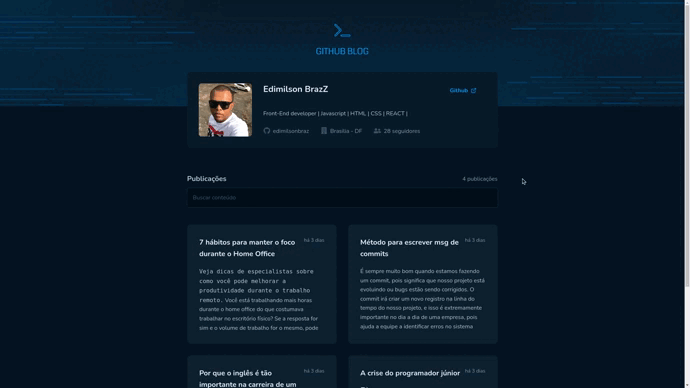 GITHUB BLOG
Edimilson BrazZ
Github
Front-End developer | Javascript | HTML | CSS | REACT |
edimilsonbraz
Brasília - DF
28 seguidores
Publicações
4 publicações
Buscar conteúdo
7 hábitos para manter o foco
durante o Home Office
há 3 dias
Veja dicas de especialistas sobre
como você pode melhorar a
produtividade durante o trabalho
remoto. Você está trabalhando mais horas
durante o home office do que costumava
trabalhar no escritório físico? Se a resposta for
sim e o volume de trabalho for o mesmo, pode
Método para escrever msg de
commits
há 3 dias
É sempre muito bom quando estamos fazendo
um commit, pois significa que nosso projeto está
evoluindo ou bugs estão sendo corrigidos. O
commit irá criar um novo registro na linha do
tempo do nosso projeto, e isso é extremamente
importante no dia a dia de uma empresa, pois
ajuda a equipe a identificar erros no sistema
Por que o inglês é tão
importante na carreira de um
há 3 dias
A crise do programador júnior
há 3 dias